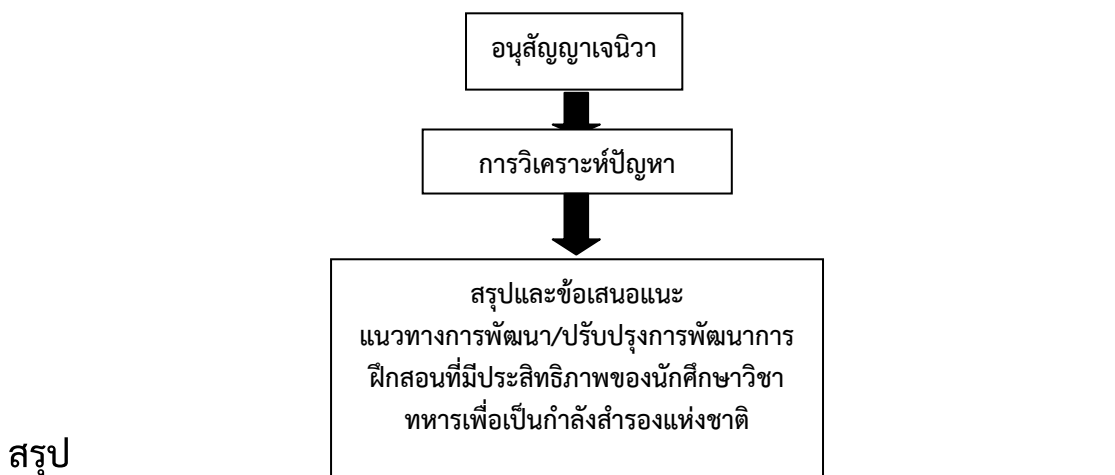 อนุสัญญาเจนิวา
การวิเคราะห์ปัญหา
สรุปและข้อเสนอแนะ
แนวทางการพัฒนา/ปรับปรุงการพัฒนาการ
ฝึกสอนที่มีประสิทธิภาพของนักศึกษาวิชา
ทหารเพื่อเป็นกำลังสำรองแห่งชาติ
สรุป